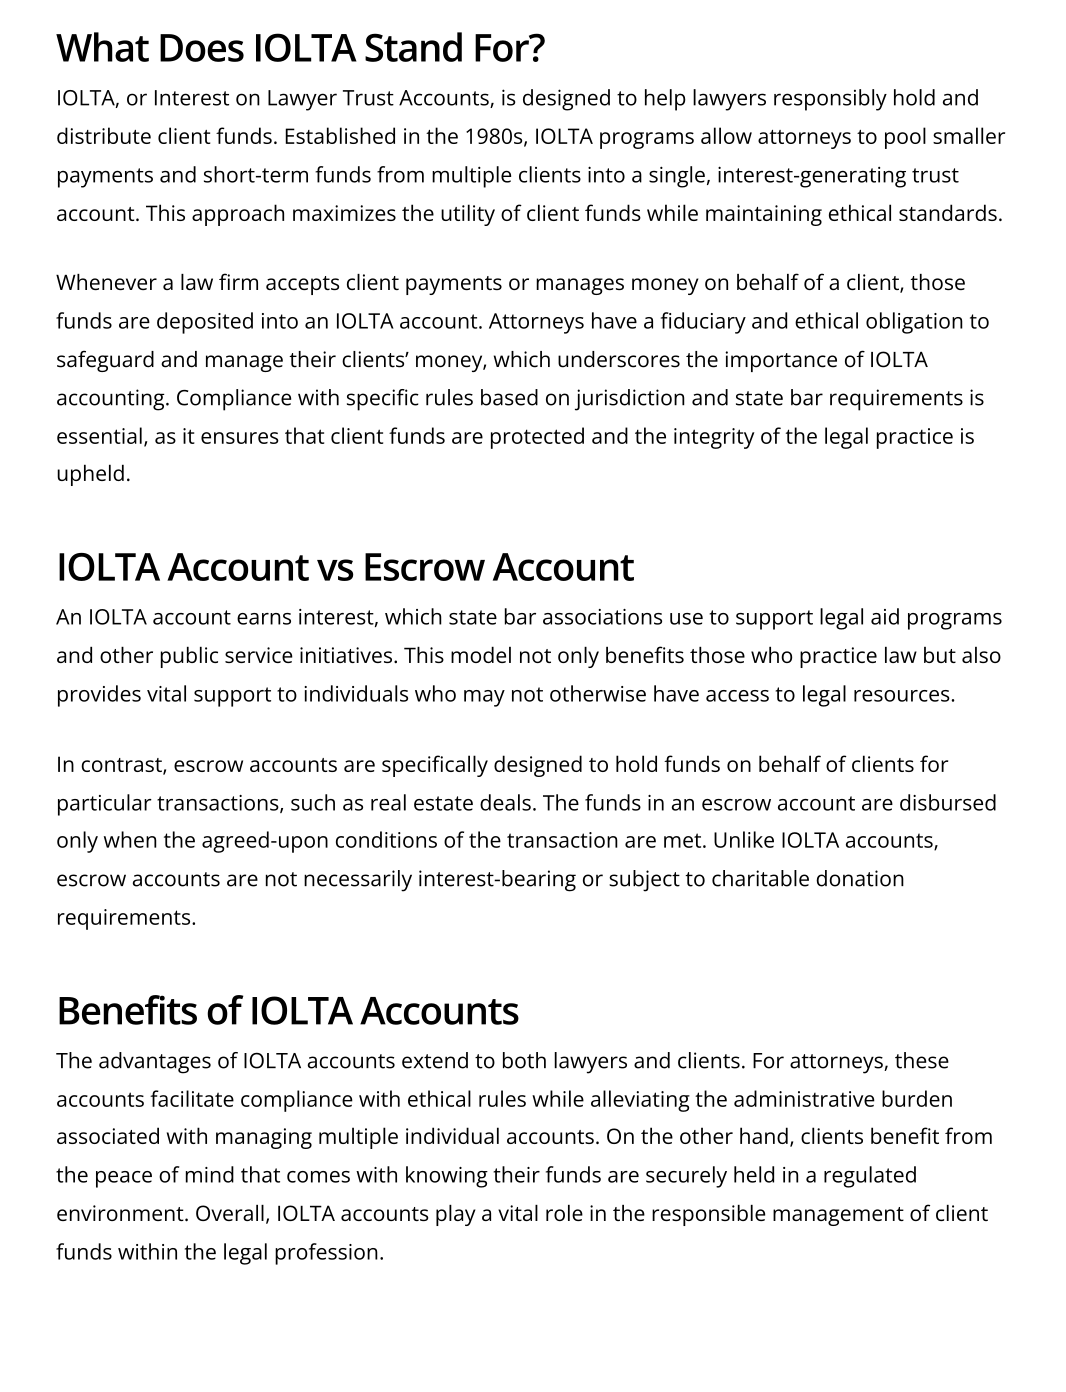 What Does IOLTA Stand For?
IOLTA, or Interest on Lawyer Trust Accounts, is designed to help lawyers responsibly hold and
distribute client funds. Established in the 1980s, IOLTA programs allow attorneys to pool smaller
payments and short-term funds from multiple clients into a single, interest-generating trust
account. This approach maximizes the utility of client funds while maintaining ethical standards.
Whenever a law firm accepts client payments or manages money on behalf of a client, those
funds are deposited into an IOLTA account. Attorneys have a fiduciary and ethical obligation to
safeguard and manage their clients’ money, which underscores the importance of IOLTA
accounting. Compliance with specific rules based on jurisdiction and state bar requirements is
essential, as it ensures that client funds are protected and the integrity of the legal practice is
upheld.
IOLTA Account vs Escrow Account
An IOLTA account earns interest, which state bar associations use to support legal aid programs
and other public service initiatives. This model not only benefits those who practice law but also
provides vital support to individuals who may not otherwise have access to legal resources.
In contrast, escrow accounts are specifically designed to hold funds on behalf of clients for
particular transactions, such as real estate deals. The funds in an escrow account are disbursed
only when the agreed-upon conditions of the transaction are met. Unlike IOLTA accounts,
escrow accounts are not necessarily interest-bearing or subject to charitable donation
requirements.
Benefits of IOLTA Accounts
The advantages of IOLTA accounts extend to both lawyers and clients. For attorneys, these
accounts facilitate compliance with ethical rules while alleviating the administrative burden
associated with managing multiple individual accounts. On the other hand, clients benefit from
the peace of mind that comes with knowing their funds are securely held in a regulated
environment. Overall, IOLTA accounts play a vital role in the responsible management of client
funds within the legal profession.